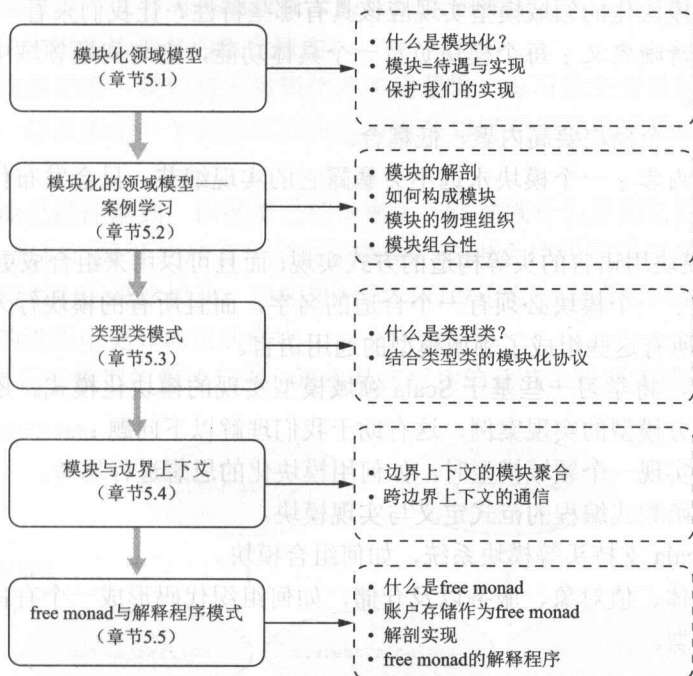 模块化领域模型
（章节5.1）
• 什么是模块化？
• 模块—待遇与实现
• 保护我们的实现
模块化的领域模型
案例学习
（章节5.2）
• 模块的解剖
• 如何构成模块
• 模块的物理组织
• 模块组合性
类型类模式
（章节5.3）
• 什么是类型类？
• 结合类型类的模块化协议
模块与边界上下文
（章节5.4）
• 边界上下文的模块聚合
• 跨边界上下文的通信
free monad与解释程序模式
（章节5.5）
• 什么是free monad
• 账户存储作为free monad
• 解剖实现
• free monad的解释程序